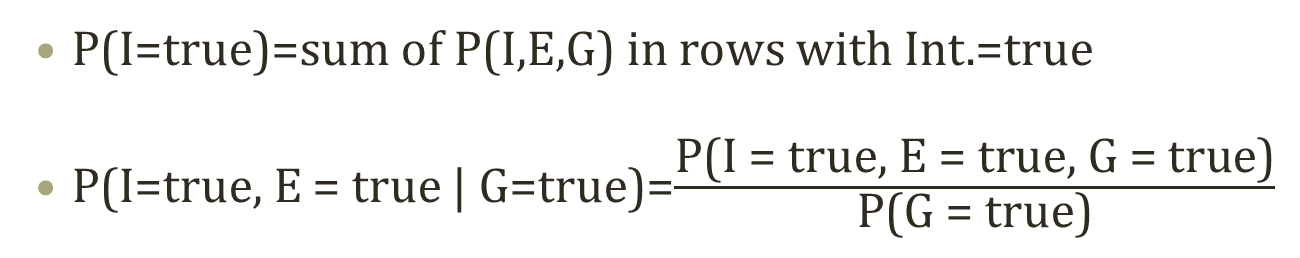 • P(I=true)=sum of P(I,E,G) in rows with Int.=true
• P(I=true, E = true | G=true)=P(I = true, E = true, G = true)
P(G = true)